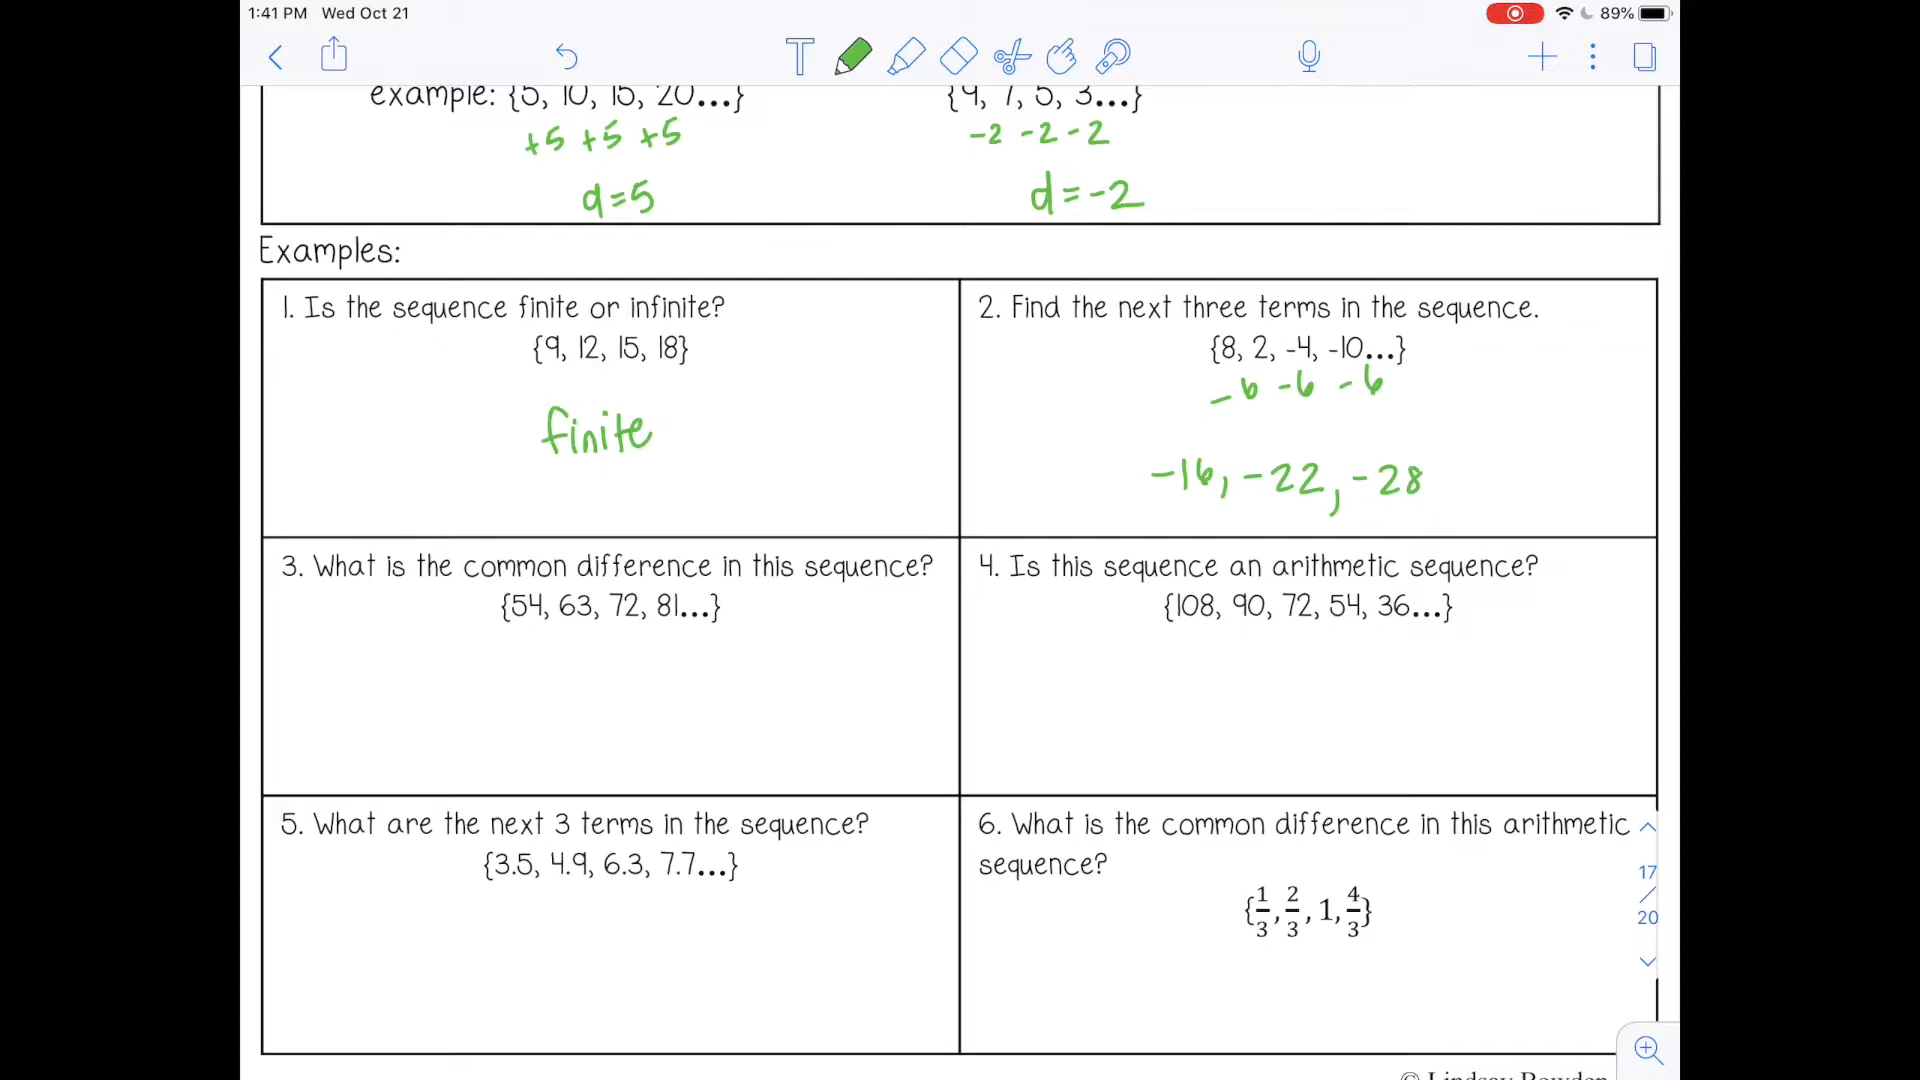 1:41 PM Wed Oct 21
89%
example: {5, 10, 15, 20...}
{9, 7, 5, 3...}
+5 +5 +5
-2 -2 -2
d=5
d=-2
Examples:
1. Is the sequence finite or infinite?
{9, 12, 15, 18}
finite
2. Find the next three terms in the sequence.
{8, 2, -4, -10...}
-6 -6 -6
-16, -22, -28
3. What is the common difference in this sequence?
{54, 63, 72, 81...}
4. Is this sequence an arithmetic sequence?
{108, 90, 72, 54, 36...}
5. What are the next 3 terms in the sequence?
{3.5, 4.9, 6.3, 7.7...}
6. What is the common difference in this arithmetic
sequence?
{1/3, 2/3, 1, 4/3}
17/20
© Lindsay Bowden